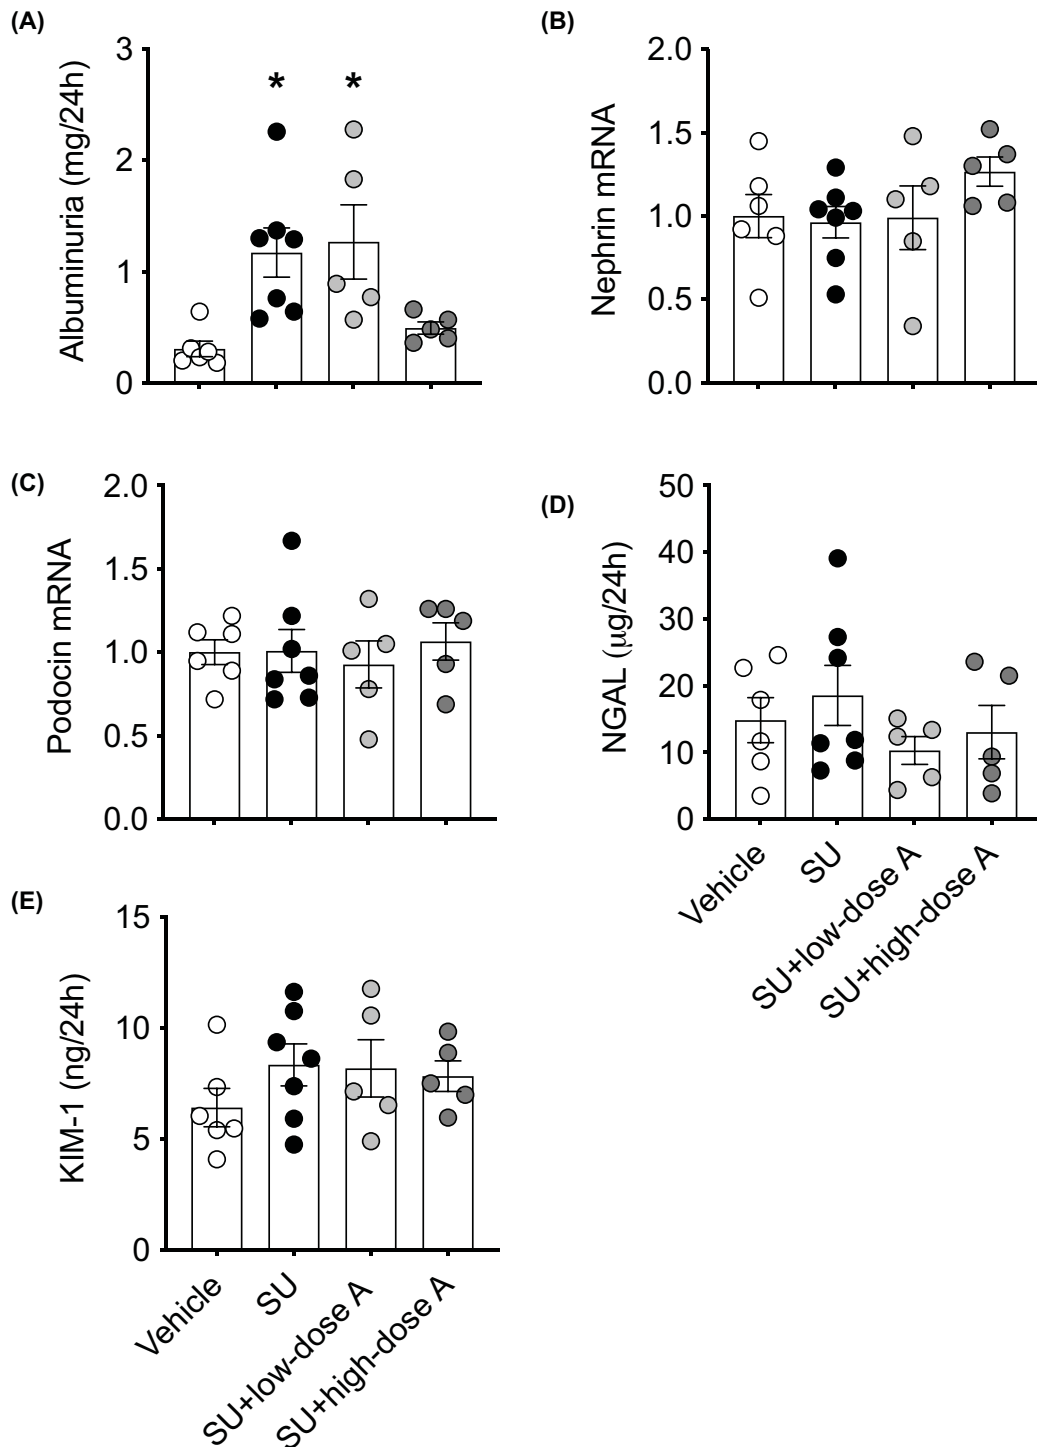 (A)
Albuminuria (mg/24h)
3
2
1
0
*
*
(B)
Nephrin mRNA
2.0
1.5
1.0
0.5
0.0
(C)
Podocin mRNA
2.0
1.5
1.0
0.5
0.0
(D)
NGAL (μg/24h)
50
40
30
20
10
0
Vehicle
SU
SU+low-dose A
SU+high-dose A
(E)
KIM-1 (ng/24h)
15
10
5
0
Vehicle
SU
SU+low-dose A
SU+high-dose A